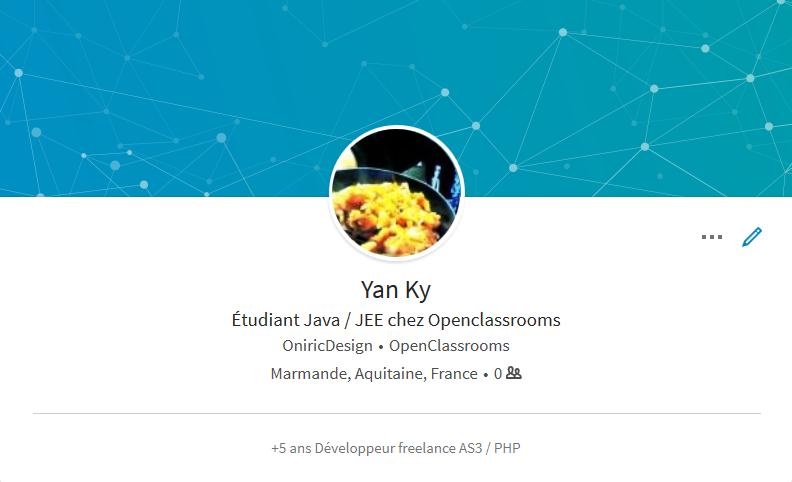 Yan Ky
Étudiant Java / JEE chez Openclassrooms
OniricDesign • OpenClassrooms
Marmande, Aquitaine, France • 0
+5 ans Développeur freelance AS3 / PHP